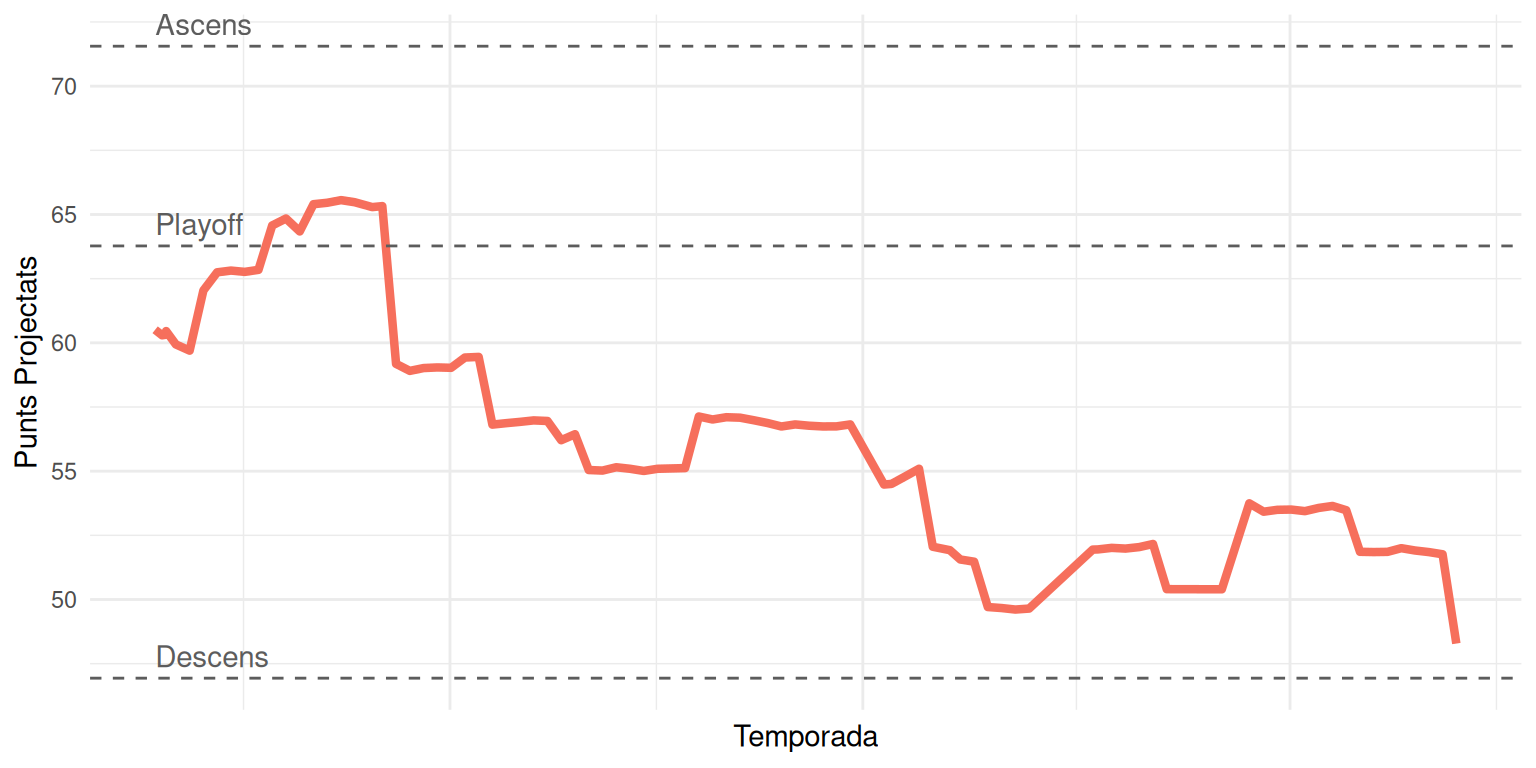 Ascens
70
65
Playoff
60
55
50
Descens
Punts Projectats
Temporada